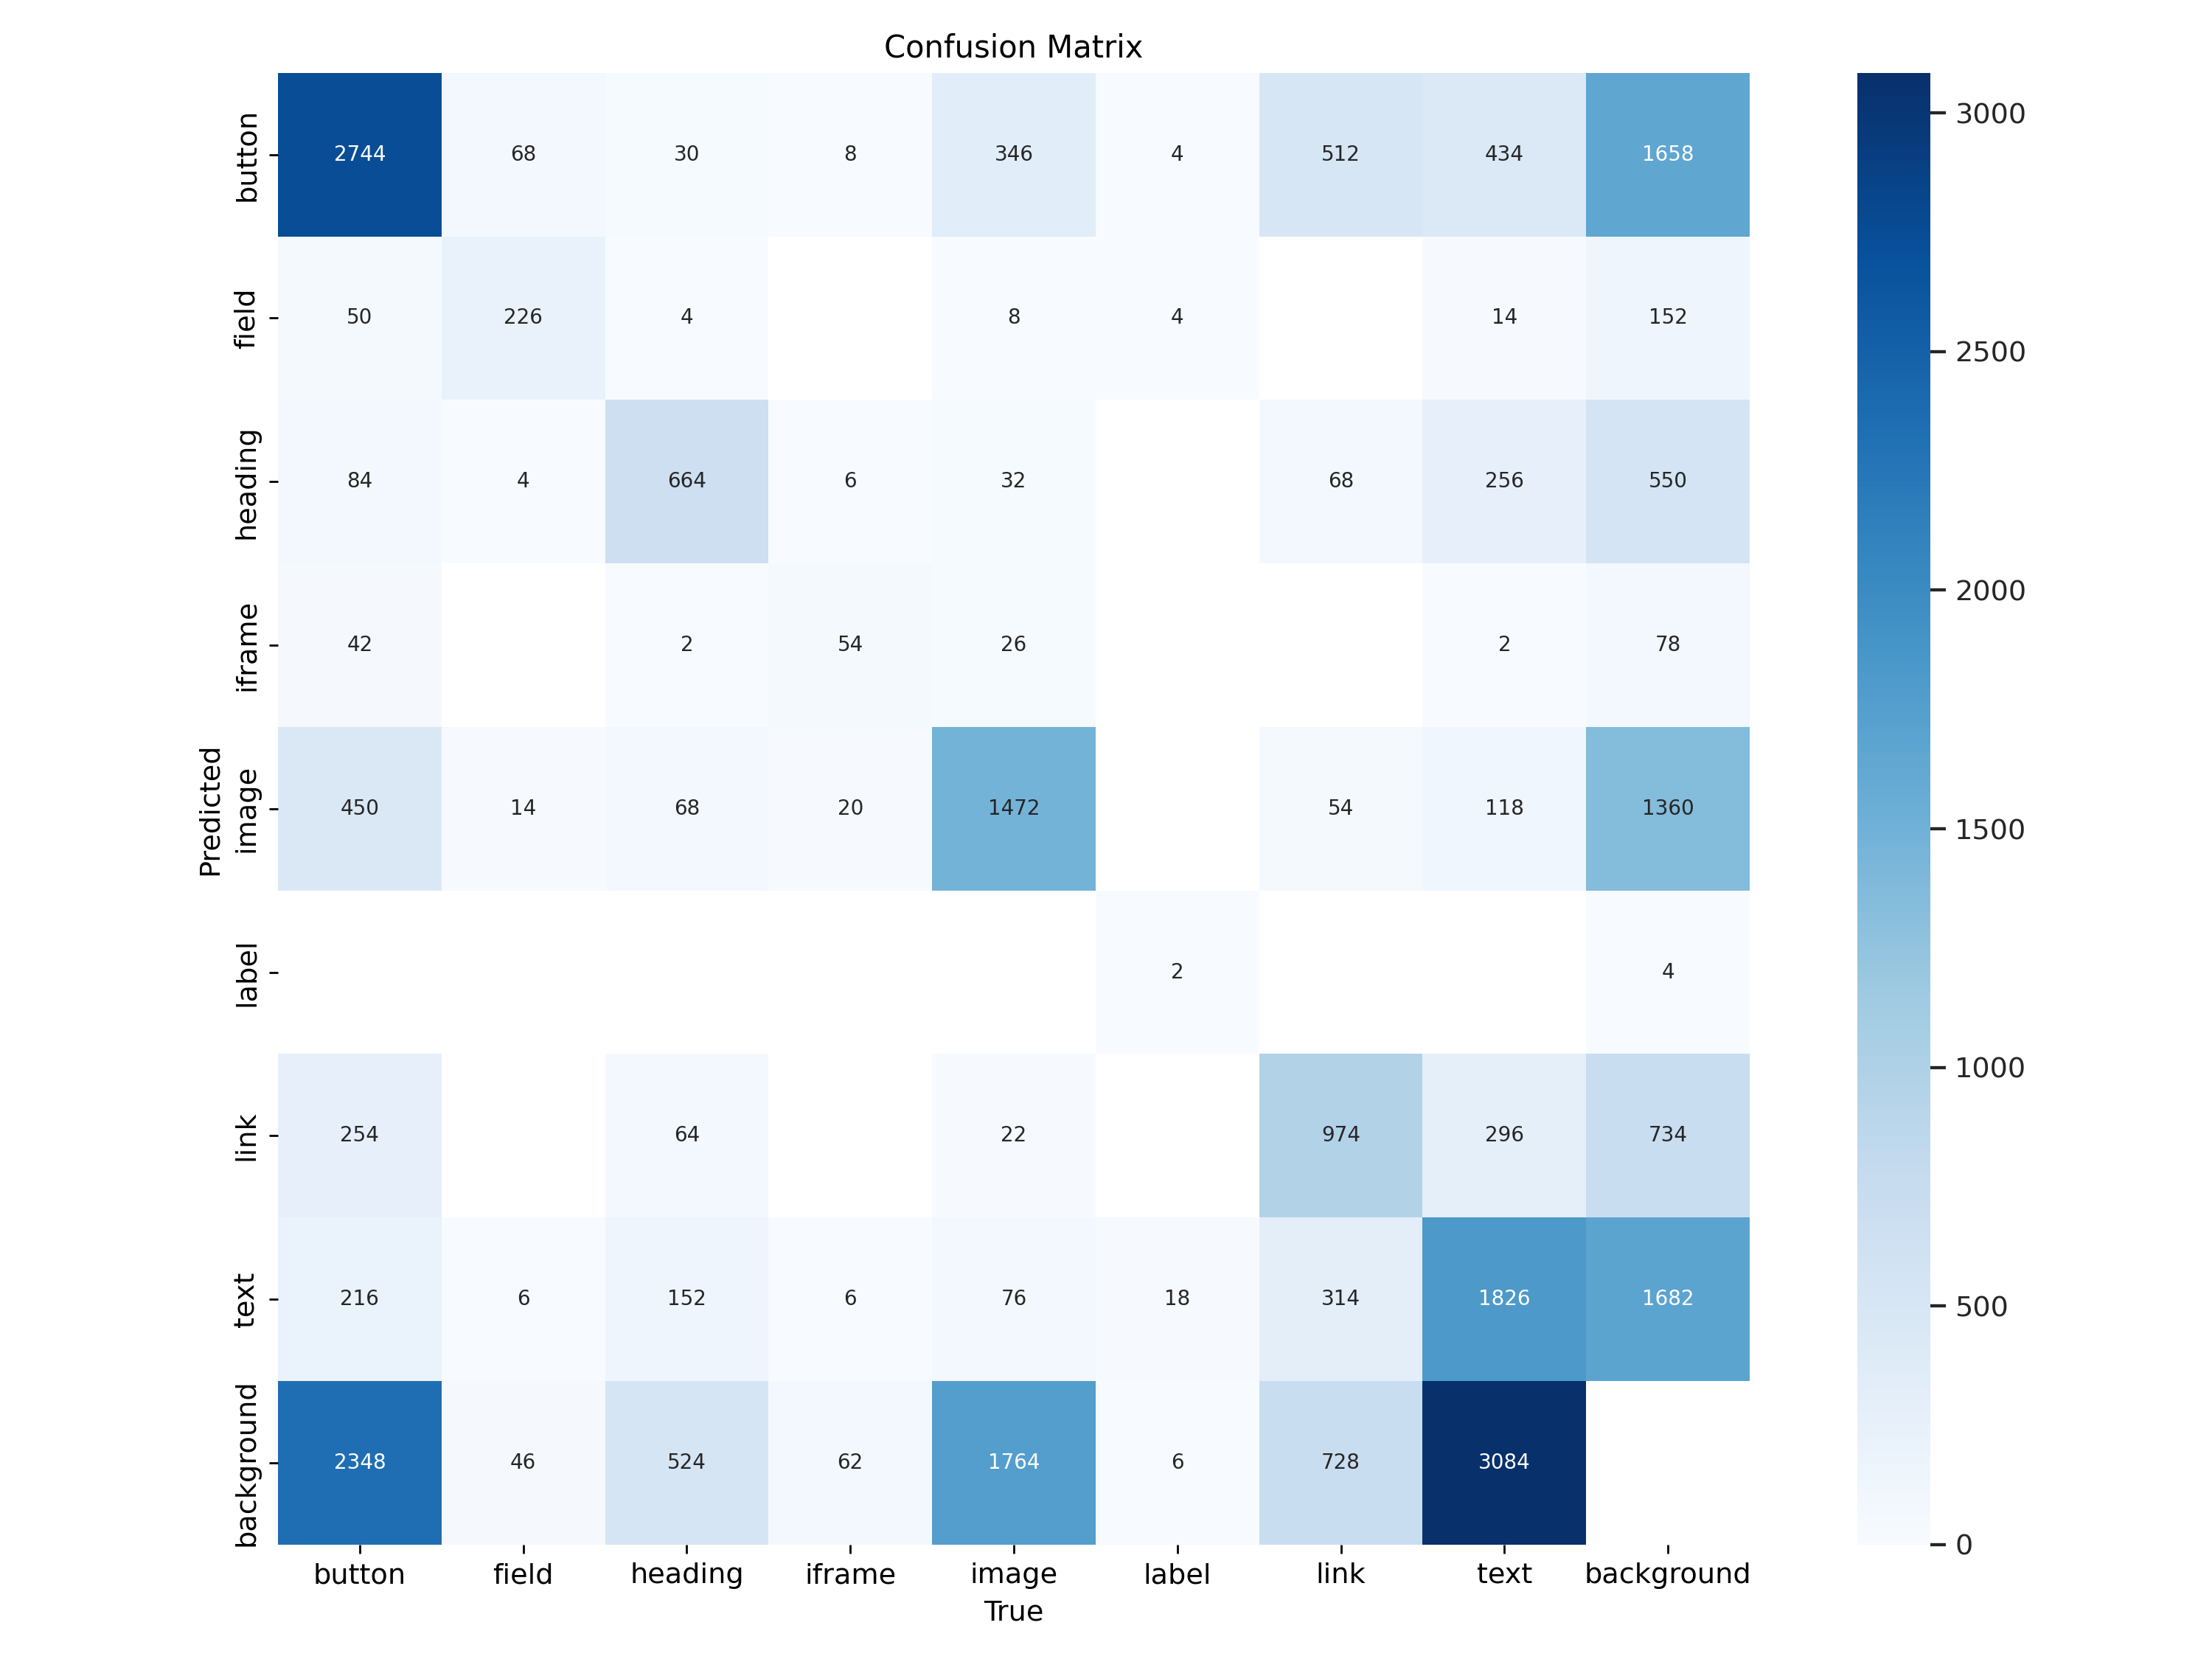 Confusion Matrix
button 2744 68 30 8 346 4 512 434 1658
field 50 226 4 8 4 14 152
heading 84 4 664 6 32 68 256 550
iframe 42 2 54 26 2 78
image 450 14 68 20 1472 54 118 1360
label 2 4
link 254 64 22 974 296 734
text 216 6 152 6 76 18 314 1826 1682
background 2348 46 524 62 1764 6 728 3084
Predicted
button field heading iframe image label link text background
True
3000
2500
2000
1500
1000
500
0